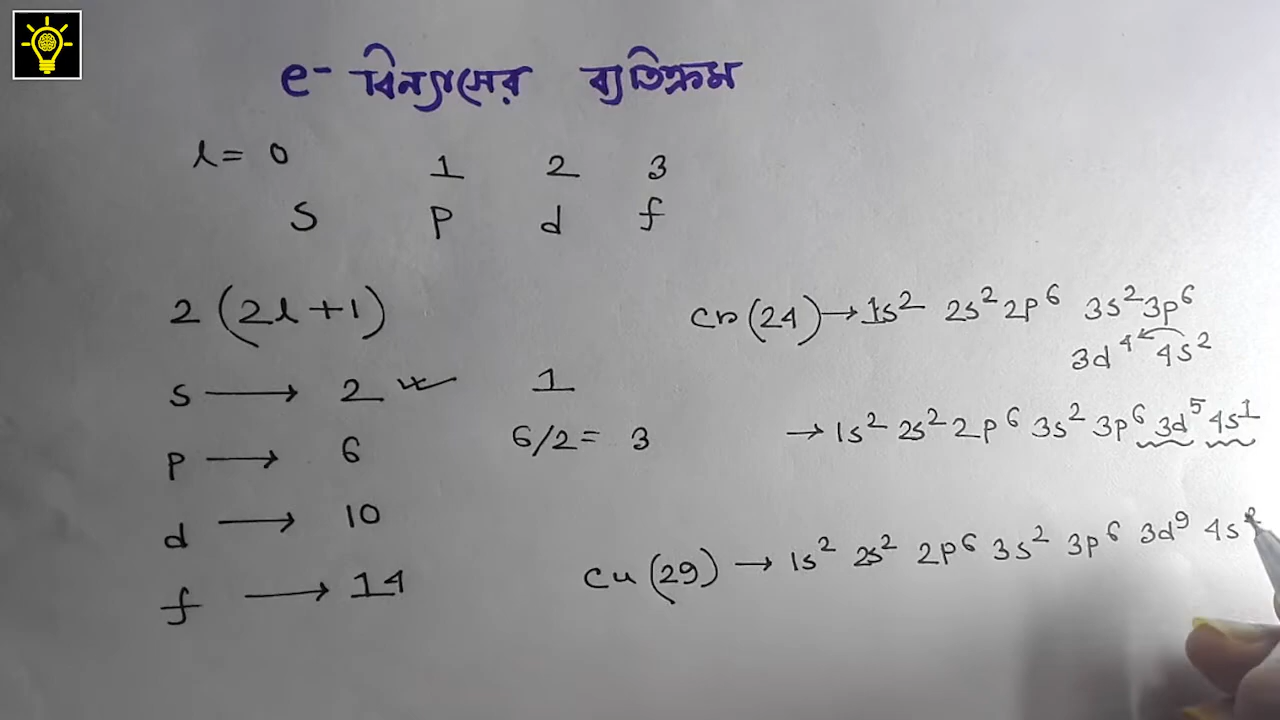 e- বিন্যাসের ব্যতিক্রম
l = 0 1 2 3
s p d f
2 (2l+1)
s → 2 1
p → 6 6/2 = 3
d → 10
f → 14
Cr (24) → 1s² 2s² 2p⁶ 3s² 3p⁶
3d⁴ 4s²
→ 1s² 2s² 2p⁶ 3s² 3p⁶ 3d⁵ 4s¹
Cu (29) → 1s² 2s² 2p⁶ 3s² 3p⁶ 3d⁹ 4s